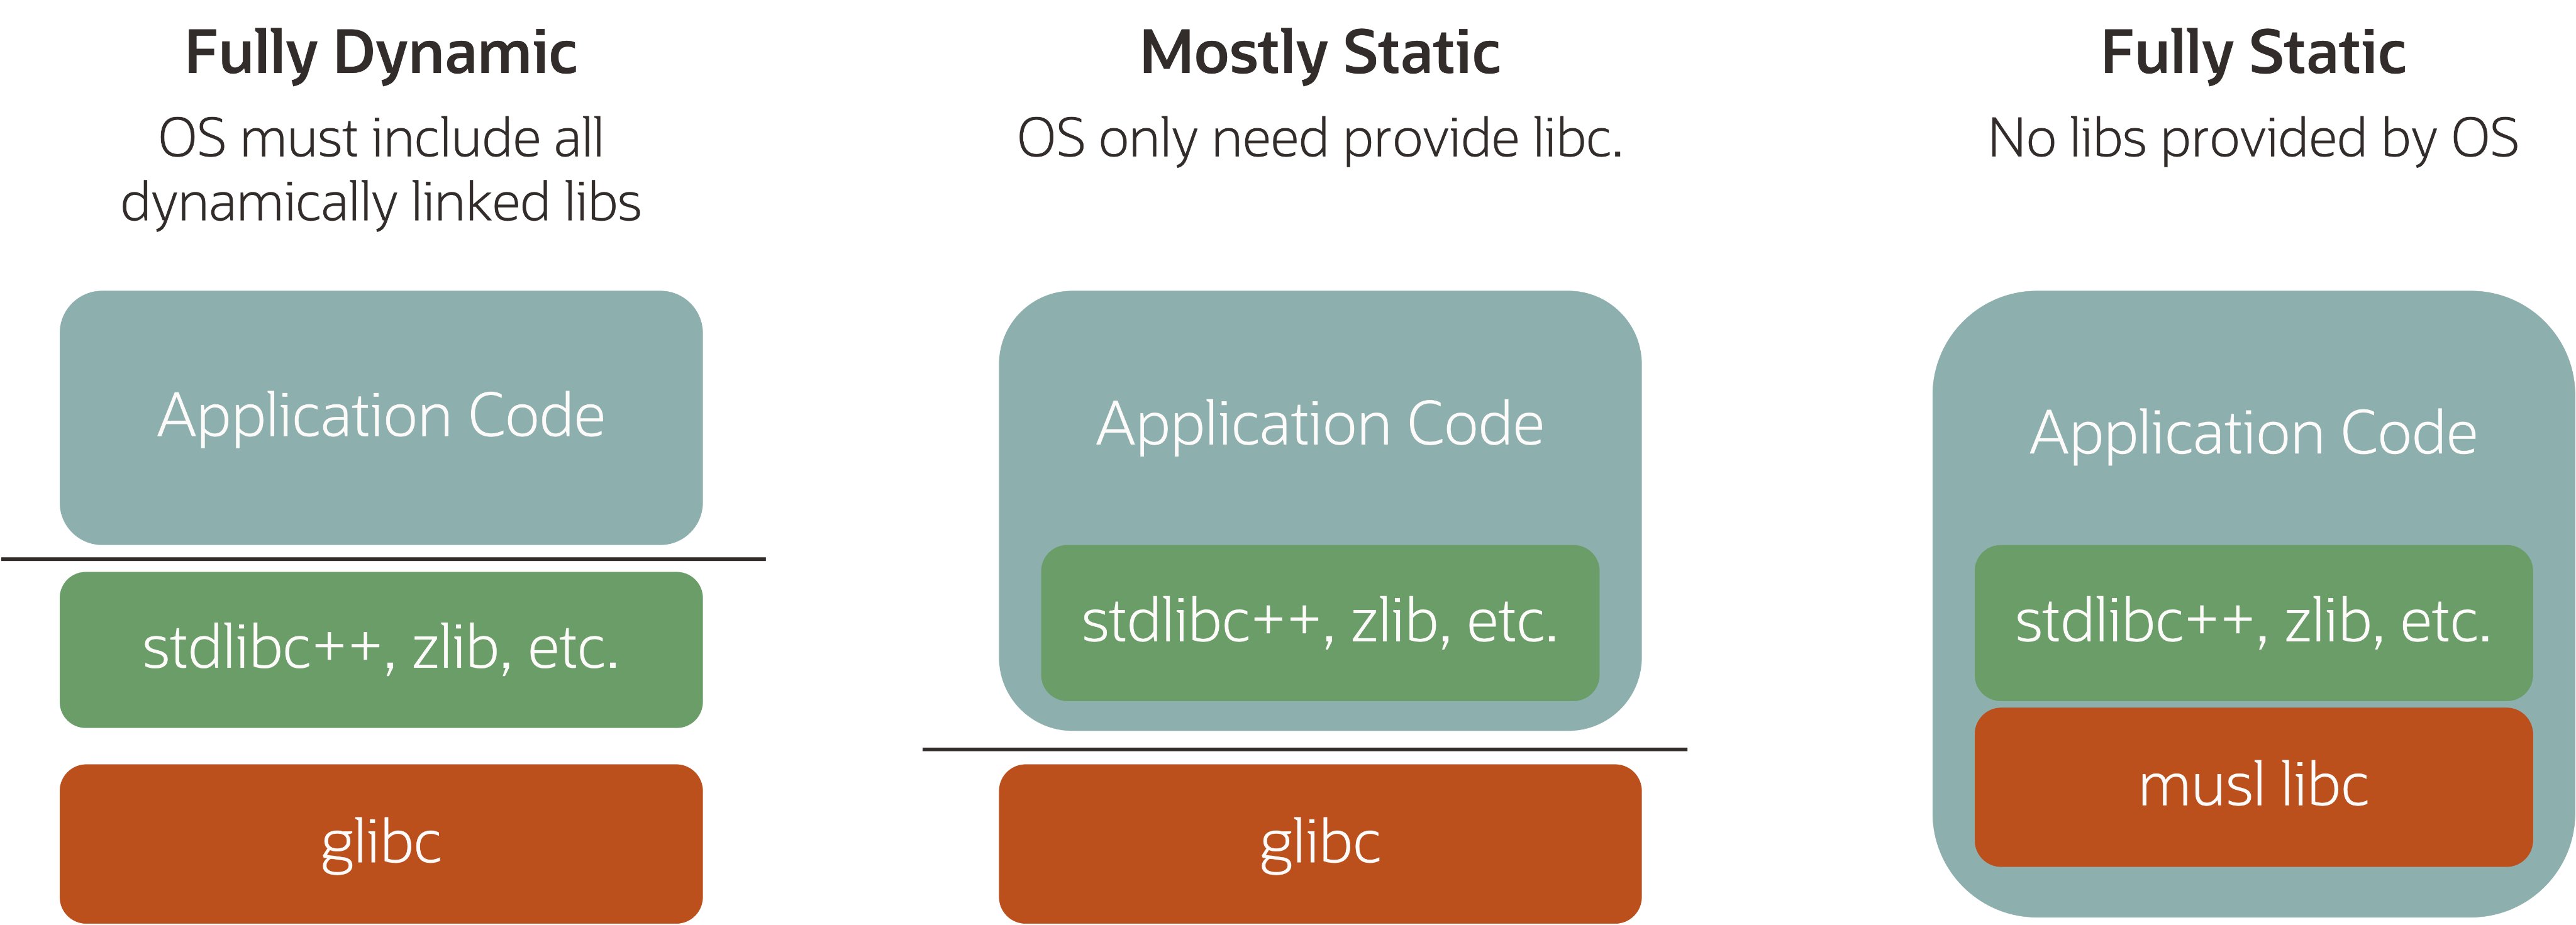 Fully Dynamic
OS must include all
dynamically linked libs
Application Code
stdlibc++, zlib, etc.
glibc
Mostly Static
OS only need provide libc.
Application Code
stdlibc++, zlib, etc.
glibc
Fully Static
No libs provided by OS
Application Code
stdlibc++, zlib, etc.
musl libc